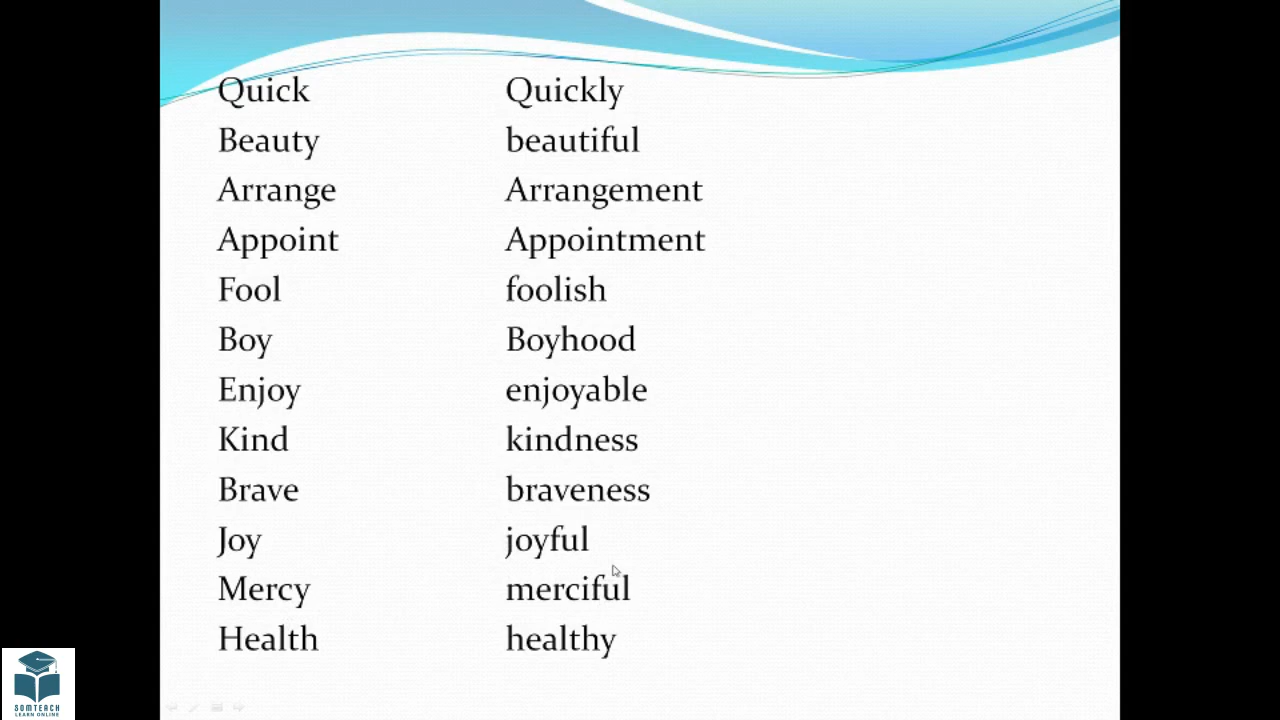 Quick Quickly
Beauty beautiful
Arrange Arrangement
Appoint Appointment
Fool foolish
Boy Boyhood
Enjoy enjoyable
Kind kindness
Brave braveness
Joy joyful
Mercy merciful
Health healthy
SOMTEACH
LEARN ONLINE